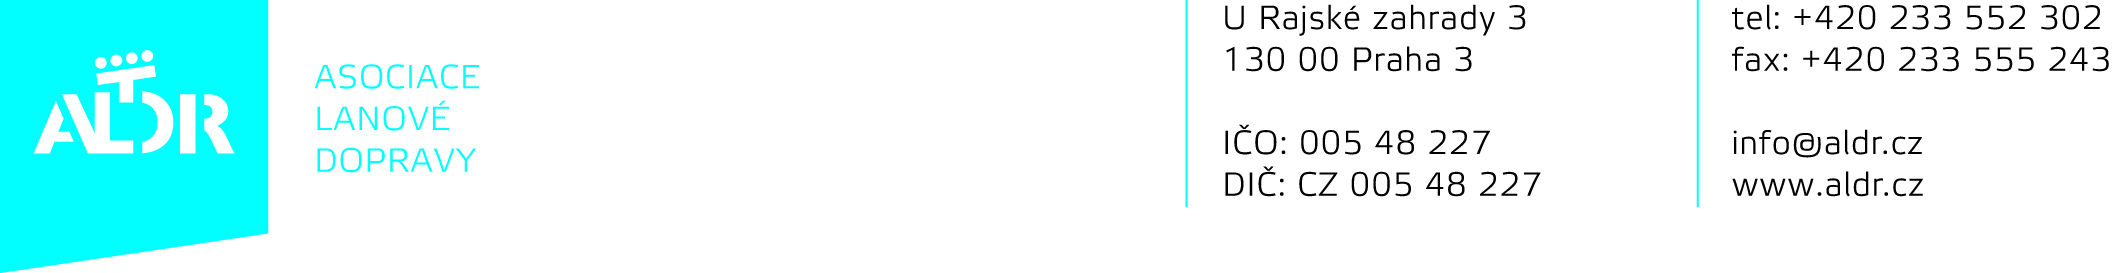 ALDR
ASOCIACE
LANOVÉ
DOPRAVY
U Rajské zahrady 3
130 00 Praha 3
IČO: 005 48 227
DIČ: CZ 005 48 227
tel: +420 233 552 302
fax: +420 233 555 243
info@aldr.cz
www.aldr.cz